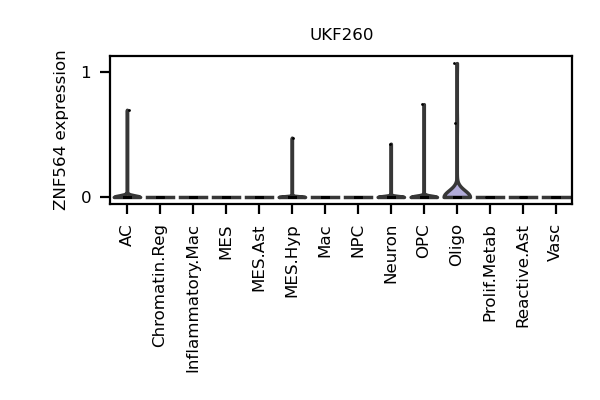 UKF260
ZNF564 expression
1
0
AC
Chromatin.Reg
Inflammatory.Mac
MES
MES.Ast
MES.Hyp
Mac
NPC
Neuron
OPC
Oligo
Prolif.Metab
Reactive.Ast
Vasc